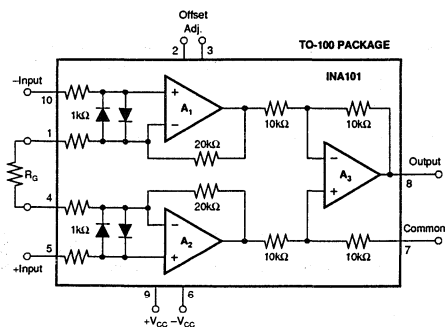 Offset
Adj.
2 3
TO-100 PACKAGE
INA101
–Input
10
1kΩ
+
–
A1
10kΩ
10kΩ
1
20kΩ
RG
–
+
A3
Output
8
4
20kΩ
1kΩ
–
+
A2
Common
7
5
+Input
10kΩ
10kΩ
9 6
+VCC –VCC